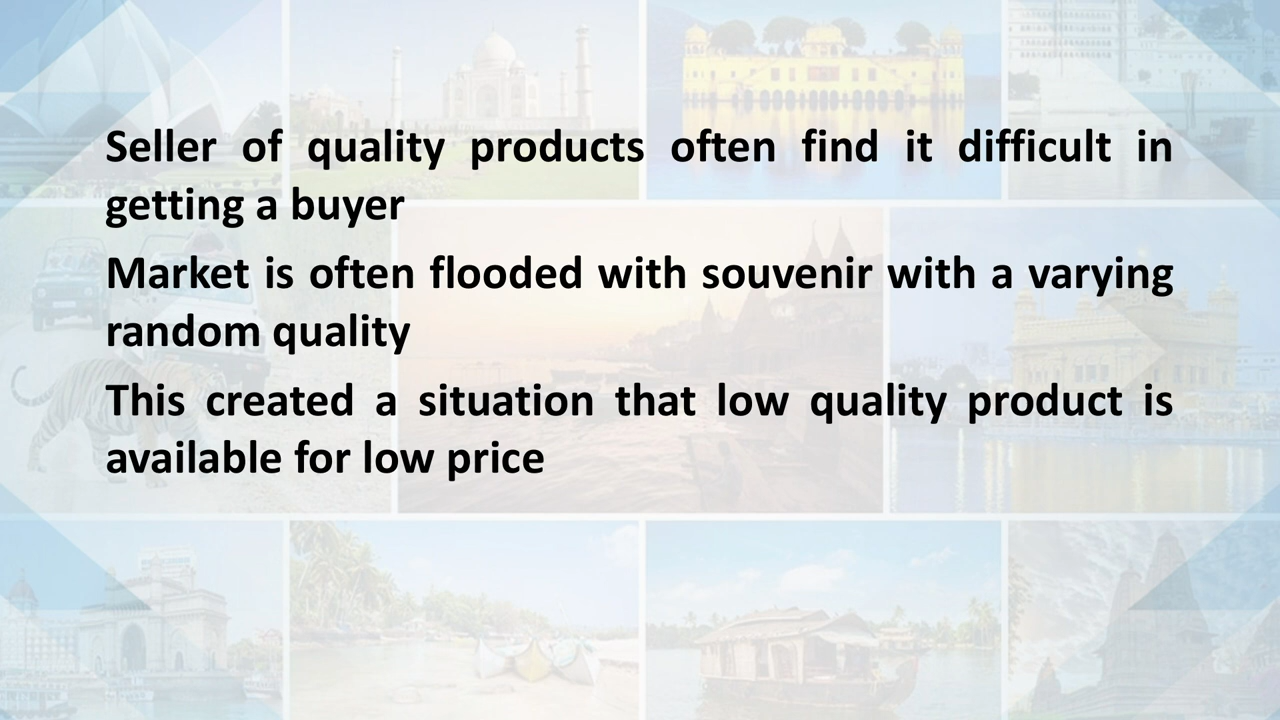 Seller of quality products often find it difficult in
getting a buyer
Market is often flooded with souvenir with a varying
random quality
This created a situation that low quality product is
available for low price